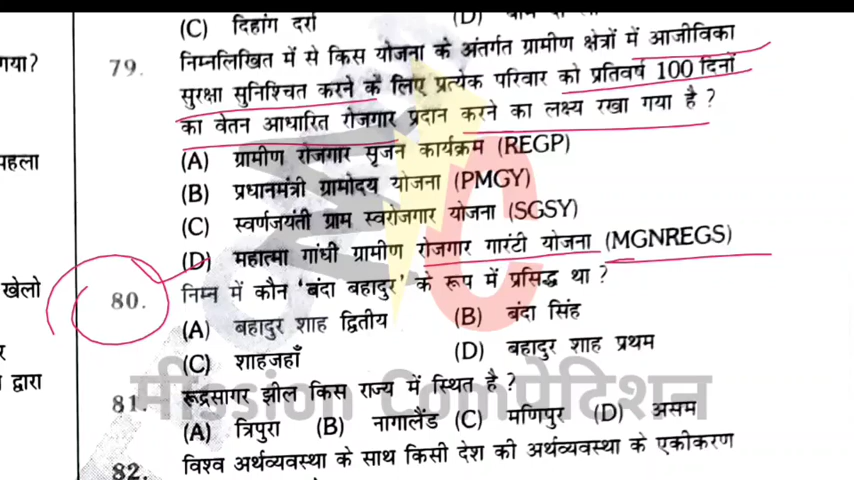 (C) दिहांग दर्रा
(D)
गया?
79. निम्नलिखित में से किस योजना के अंतर्गत ग्रामीण क्षेत्रों में आजीविका
सुरक्षा सुनिश्चित करने के लिए प्रत्येक परिवार को प्रतिवर्ष 100 दिनों
का वेतन आधारित रोजगार प्रदान करने का लक्ष्य रखा गया है ?
पहला
(A) ग्रामीण रोजगार सृजन कार्यक्रम (REGP)
(B) प्रधानमंत्री ग्रामोदय योजना (PMGY)
(C) स्वर्णजयंती ग्राम स्वरोजगार योजना (SGSY)
(D) महात्मा गांधी ग्रामीण रोजगार गारंटी योजना (MGNREGS)
खेलो
80. निम्न में कौन ‘बंदा बहादुर’ के रूप में प्रसिद्ध था ?
(A) बहादुर शाह द्वितीय (B) बंदा सिंह
(C) शाहजहाँ (D) बहादुर शाह प्रथम
द्वारा
मीशन Com्पेटिशन
81. रूद्रसागर झील किस राज्य में स्थित है ?
(A) त्रिपुरा (B) नागालैंड (C) मणिपुर (D) असम
82. विश्व अर्थव्यवस्था के साथ किसी देश की अर्थव्यवस्था के एकीकरण